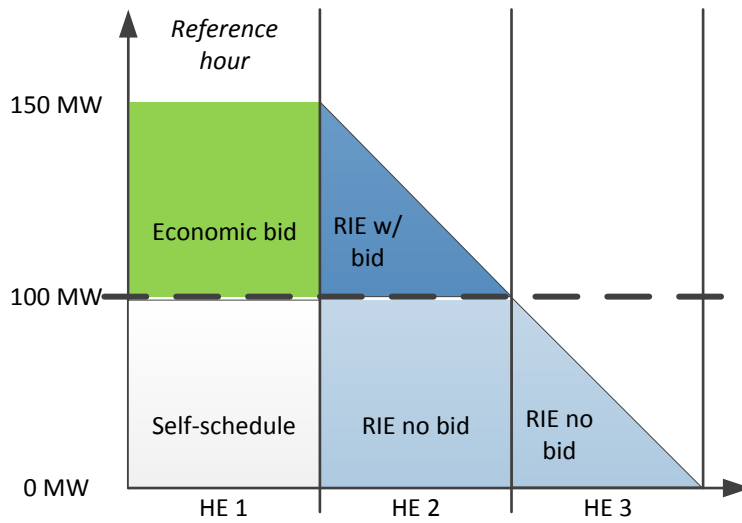 Reference
hour
150 MW
Economic bid
RIE w/
bid
100 MW
Self-schedule
RIE no bid
RIE no
bid
0 MW
HE 1
HE 2
HE 3